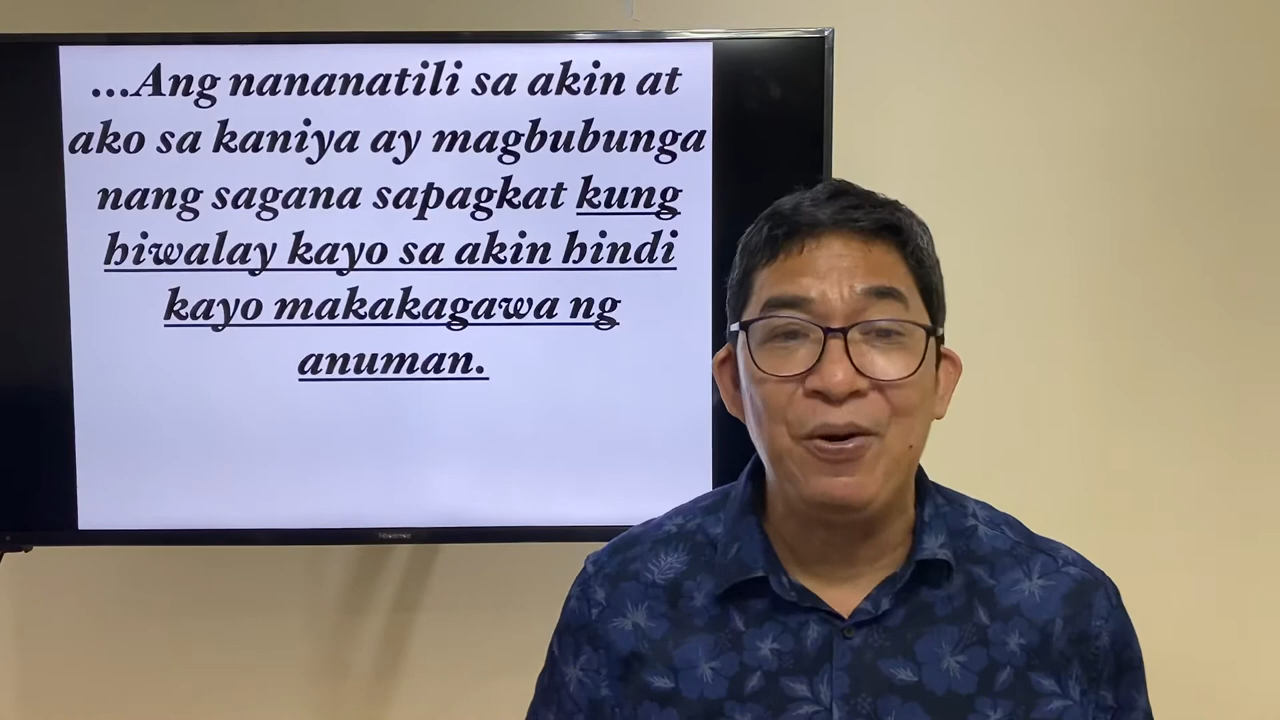 ...Ang nananatili sa akin at
ako sa kaniya ay magbubunga
nang sagana sapagkat kung
hiwalay kayo sa akin hindi
kayo makakagawa ng
anuman.
Hisense